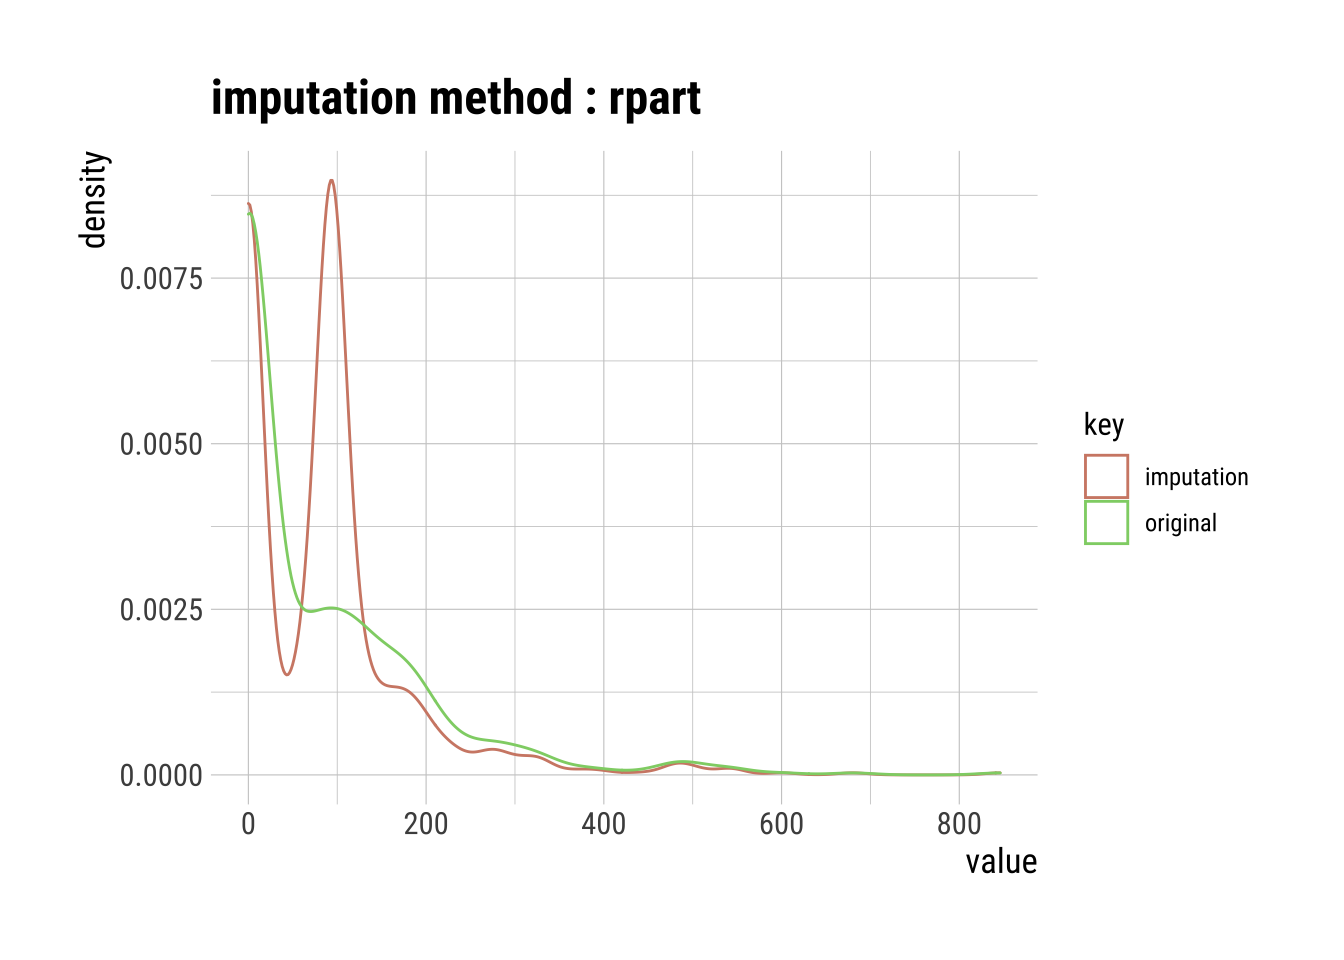 imputation method : rpart
density
0.0075
0.0050
0.0025
0.0000
0 200 400 600 800
value
key
imputation
original